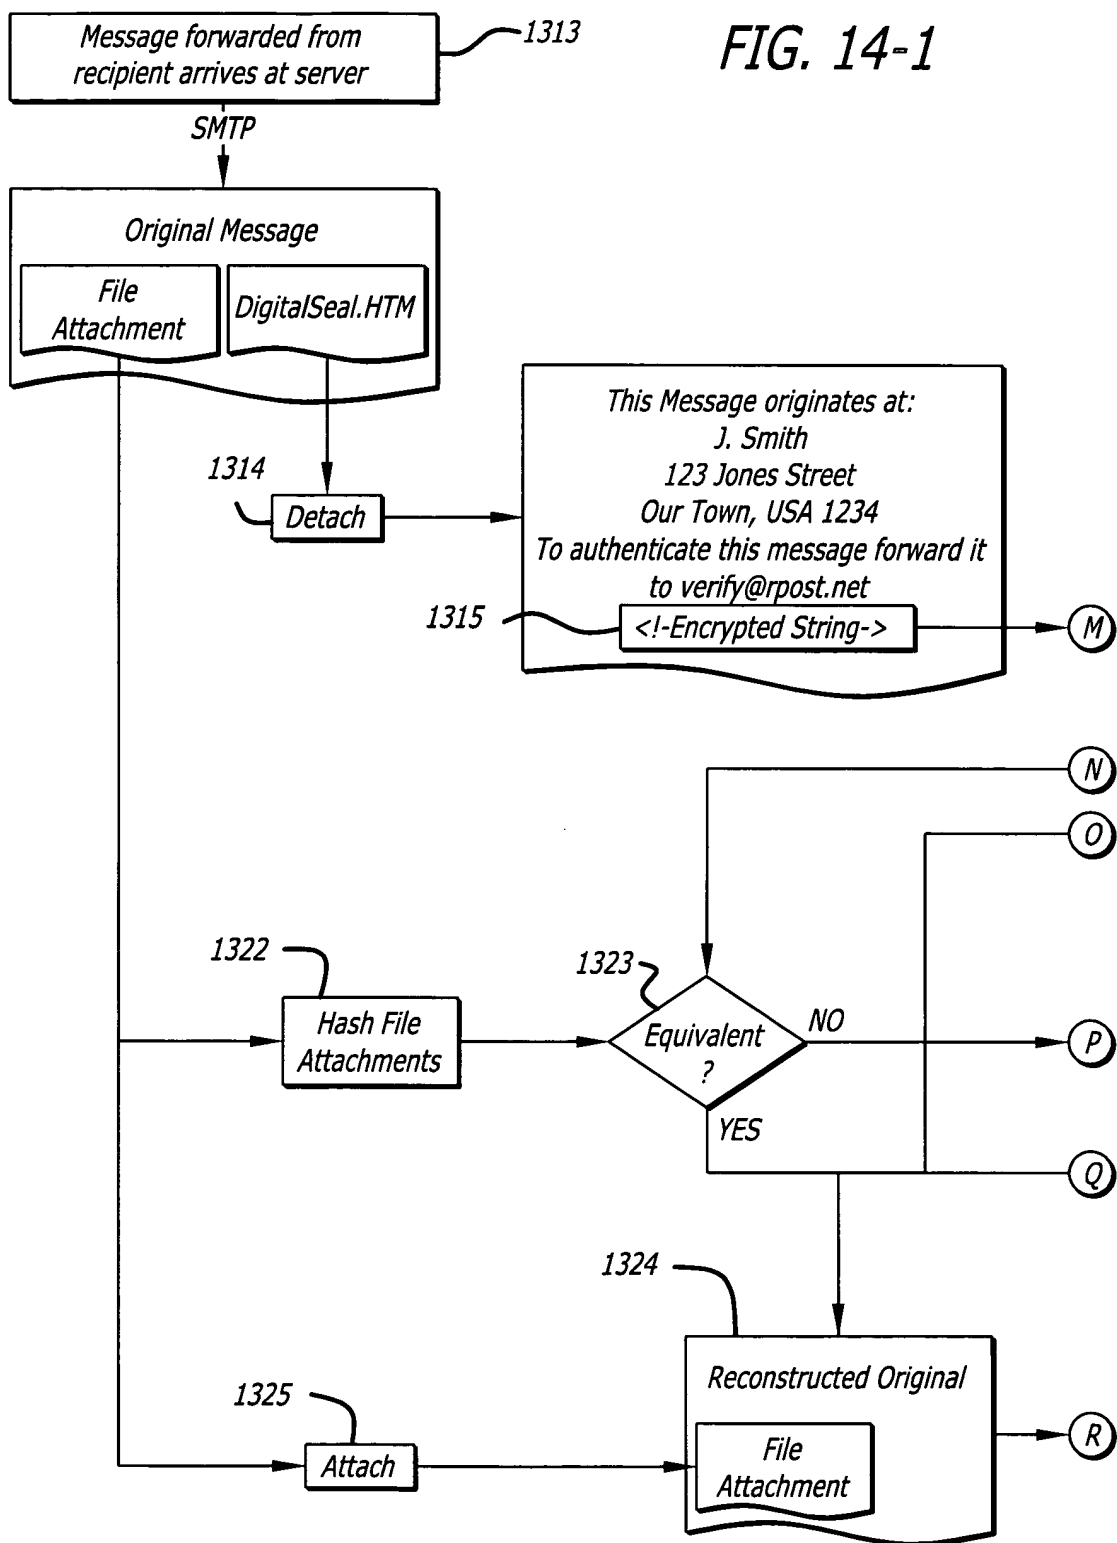 FIG. 14-1
Message forwarded from
recipient arrives at server
1313
SMTP
Original Message
File
Attachment
DigitalSeal.HTM
1314
Detach
This Message originates at:
J. Smith
123 Jones Street
Our Town, USA 1234
To authenticate this message forward it
to verify@rpost.net
1315
<!-Encrypted String->
M
N
O
1322
Hash File
Attachments
1323
Equivalent
?
NO
P
YES
Q
1324
Reconstructed Original
1325
Attach
File
Attachment
R